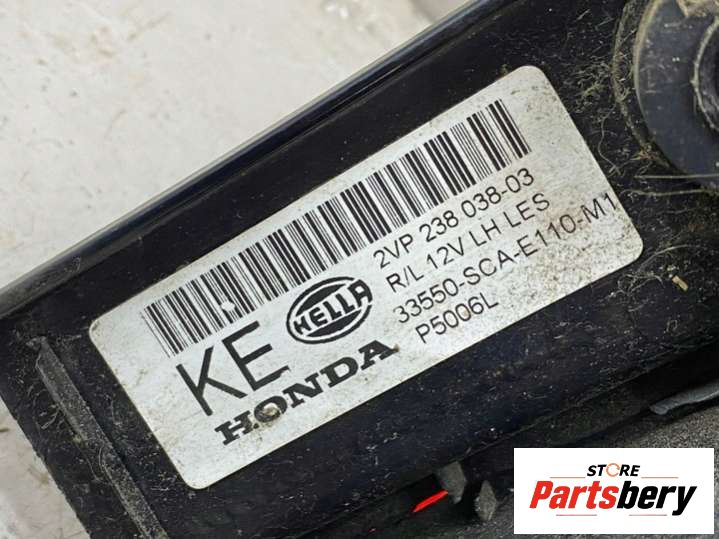 2VP 238 038-03
R/L 12V LH LES
33550-SCA-E110-M1
P5006L
HELLA
KE
HONDA
STORE
Partsbery